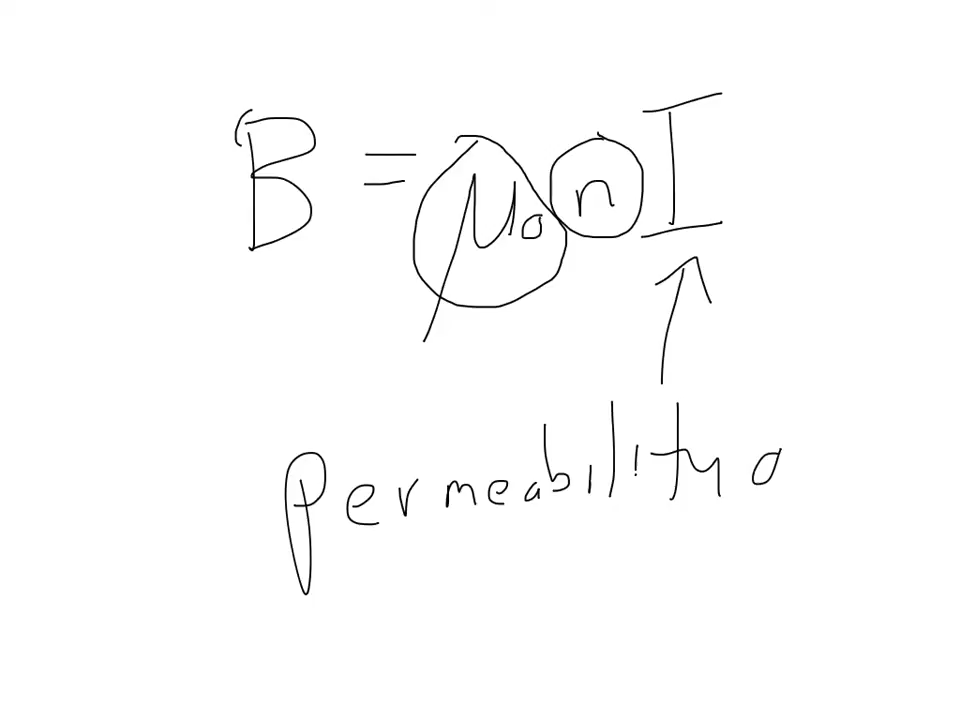 B = μ₀nI
permeability o